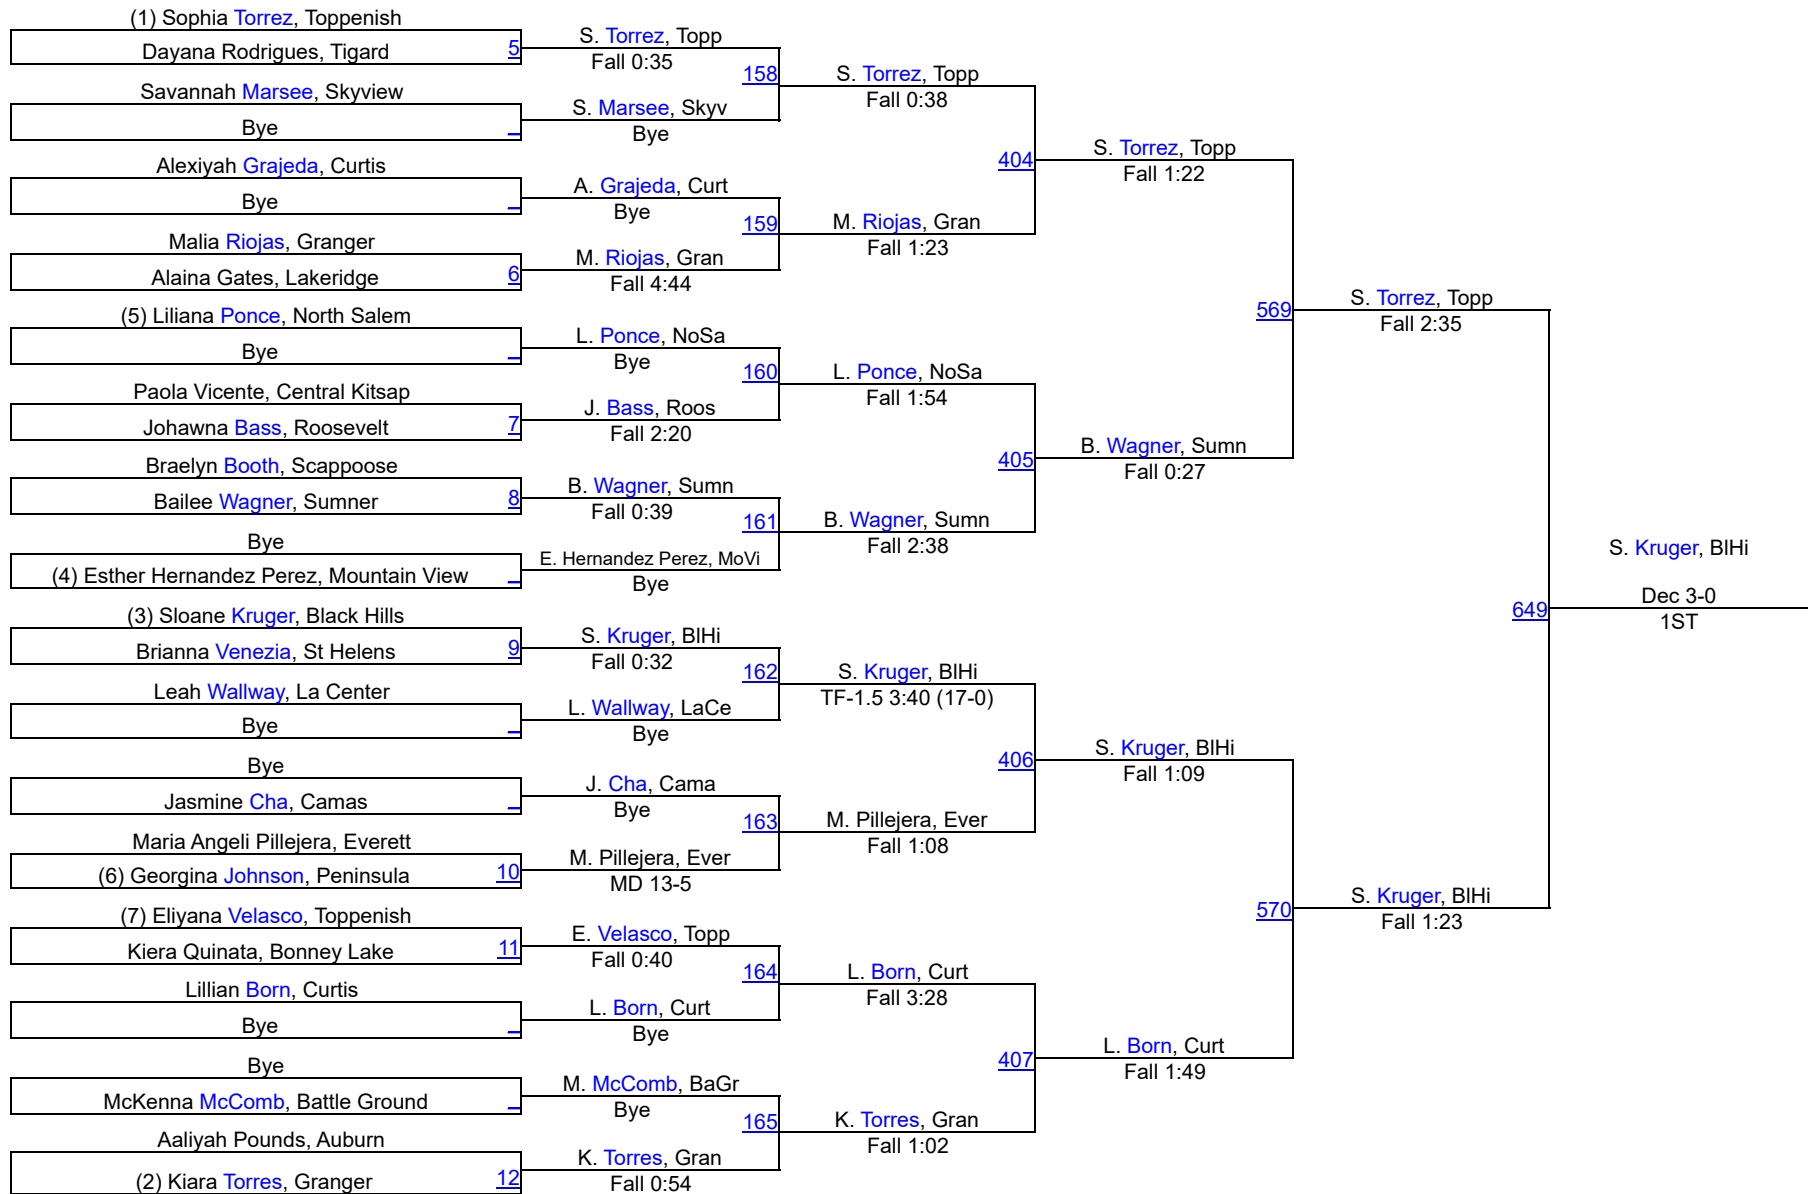 (1) Sophia Torrez, Toppenish
Dayana Rodrigues, Tigard 5
Savannah Marsee, Skyview
Bye
Alexiyah Grajeda, Curtis
Bye
Malia Riojas, Granger
Alaina Gates, Lakeridge 6
(5) Liliana Ponce, North Salem
Bye
Paola Vicente, Central Kitsap
Johawna Bass, Roosevelt 7
Braelyn Booth, Scappoose
Bailee Wagner, Sumner 8
Bye
(4) Esther Hernandez Perez, Mountain View
(3) Sloane Kruger, Black Hills
Brianna Venezia, St Helens 9
Leah Wallway, La Center
Bye
Bye
Jasmine Cha, Camas
Maria Angeli Pillejera, Everett
(6) Georgina Johnson, Peninsula 10
(7) Eliyana Velasco, Toppenish
Kiera Quinata, Bonney Lake 11
Lillian Born, Curtis
Bye
Bye
McKenna McComb, Battle Ground
Aaliyah Pounds, Auburn
(2) Kiara Torres, Granger 12
S. Torrez, Topp
Fall 0:35
158
S. Marsee, Skyv
Bye
A. Grajeda, Curt
Bye
159
M. Riojas, Gran
Fall 4:44
L. Ponce, NoSa
Bye
160
J. Bass, Roos
Fall 2:20
B. Wagner, Sumn
Fall 0:39
161
E. Hernandez Perez, MoVi
Bye
S. Kruger, BlHi
Fall 0:32
162
L. Wallway, LaCe
Bye
J. Cha, Cama
Bye
163
M. Pillejera, Ever
MD 13-5
E. Velasco, Topp
Fall 0:40
164
L. Born, Curt
Bye
M. McComb, BaGr
Bye
165
K. Torres, Gran
Fall 0:54
S. Torrez, Topp
Fall 0:38
404
M. Riojas, Gran
Fall 1:23
L. Ponce, NoSa
Fall 1:54
405
B. Wagner, Sumn
Fall 2:38
S. Kruger, BlHi
TF-1.5 3:40 (17-0)
406
M. Pillejera, Ever
Fall 1:08
L. Born, Curt
Fall 3:28
407
K. Torres, Gran
Fall 1:02
S. Torrez, Topp
Fall 1:22
569
B. Wagner, Sumn
Fall 0:27
S. Kruger, BlHi
Fall 1:09
570
L. Born, Curt
Fall 1:49
S. Torrez, Topp
Fall 2:35
649
S. Kruger, BlHi
Fall 1:23
S. Kruger, BlHi
Dec 3-0
1ST